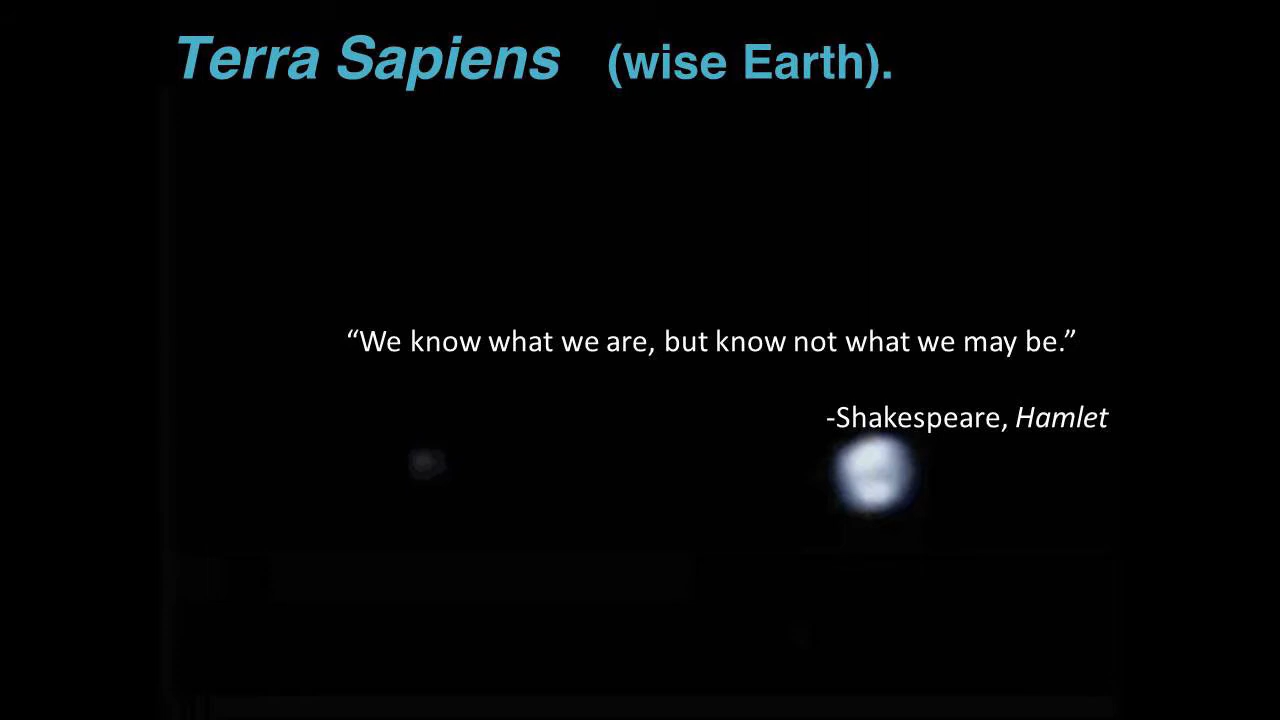 Terra Sapiens (wise Earth).
“We know what we are, but know not what we may be.”
-Shakespeare, Hamlet